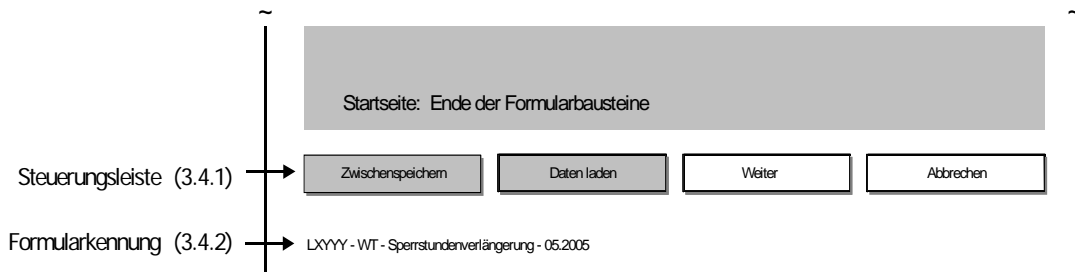 ~ ~
Startseite: Ende der Formularbausteine
Steuerungsleiste (3.4.1) Zwischenspeichern Daten laden Weiter Abbrechen
Formularkennung (3.4.2) LXYYY - WT - Sperrstundenverlängerung - 05.2005